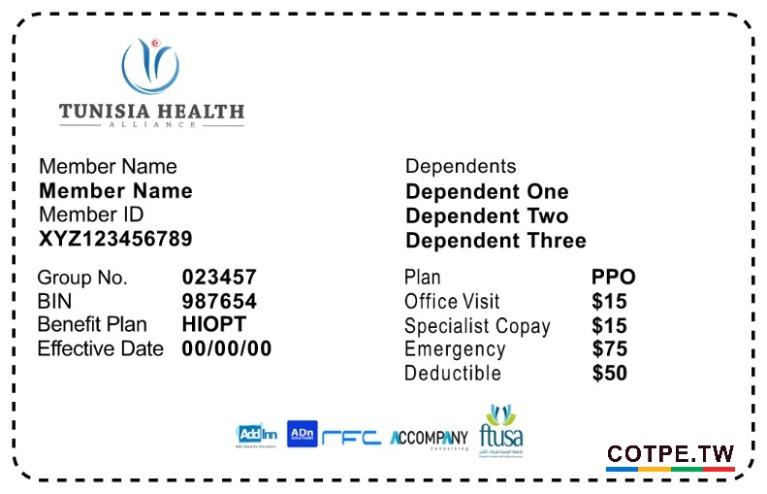 TUNISIA HEALTH
ALLIANCE
Member Name
Member Name
Member ID
XYZ123456789
Dependents
Dependent One
Dependent Two
Dependent Three
Group No. 023457
BIN 987654
Benefit Plan HIOPT
Effective Date 00/00/00
Plan PPO
Office Visit $15
Specialist Copay $15
Emergency $75
Deductible $50
AddInn
ADn
SOLUTIONS
RFC
ACCOMPANY
Consulting
ftusa
COTPE.TW